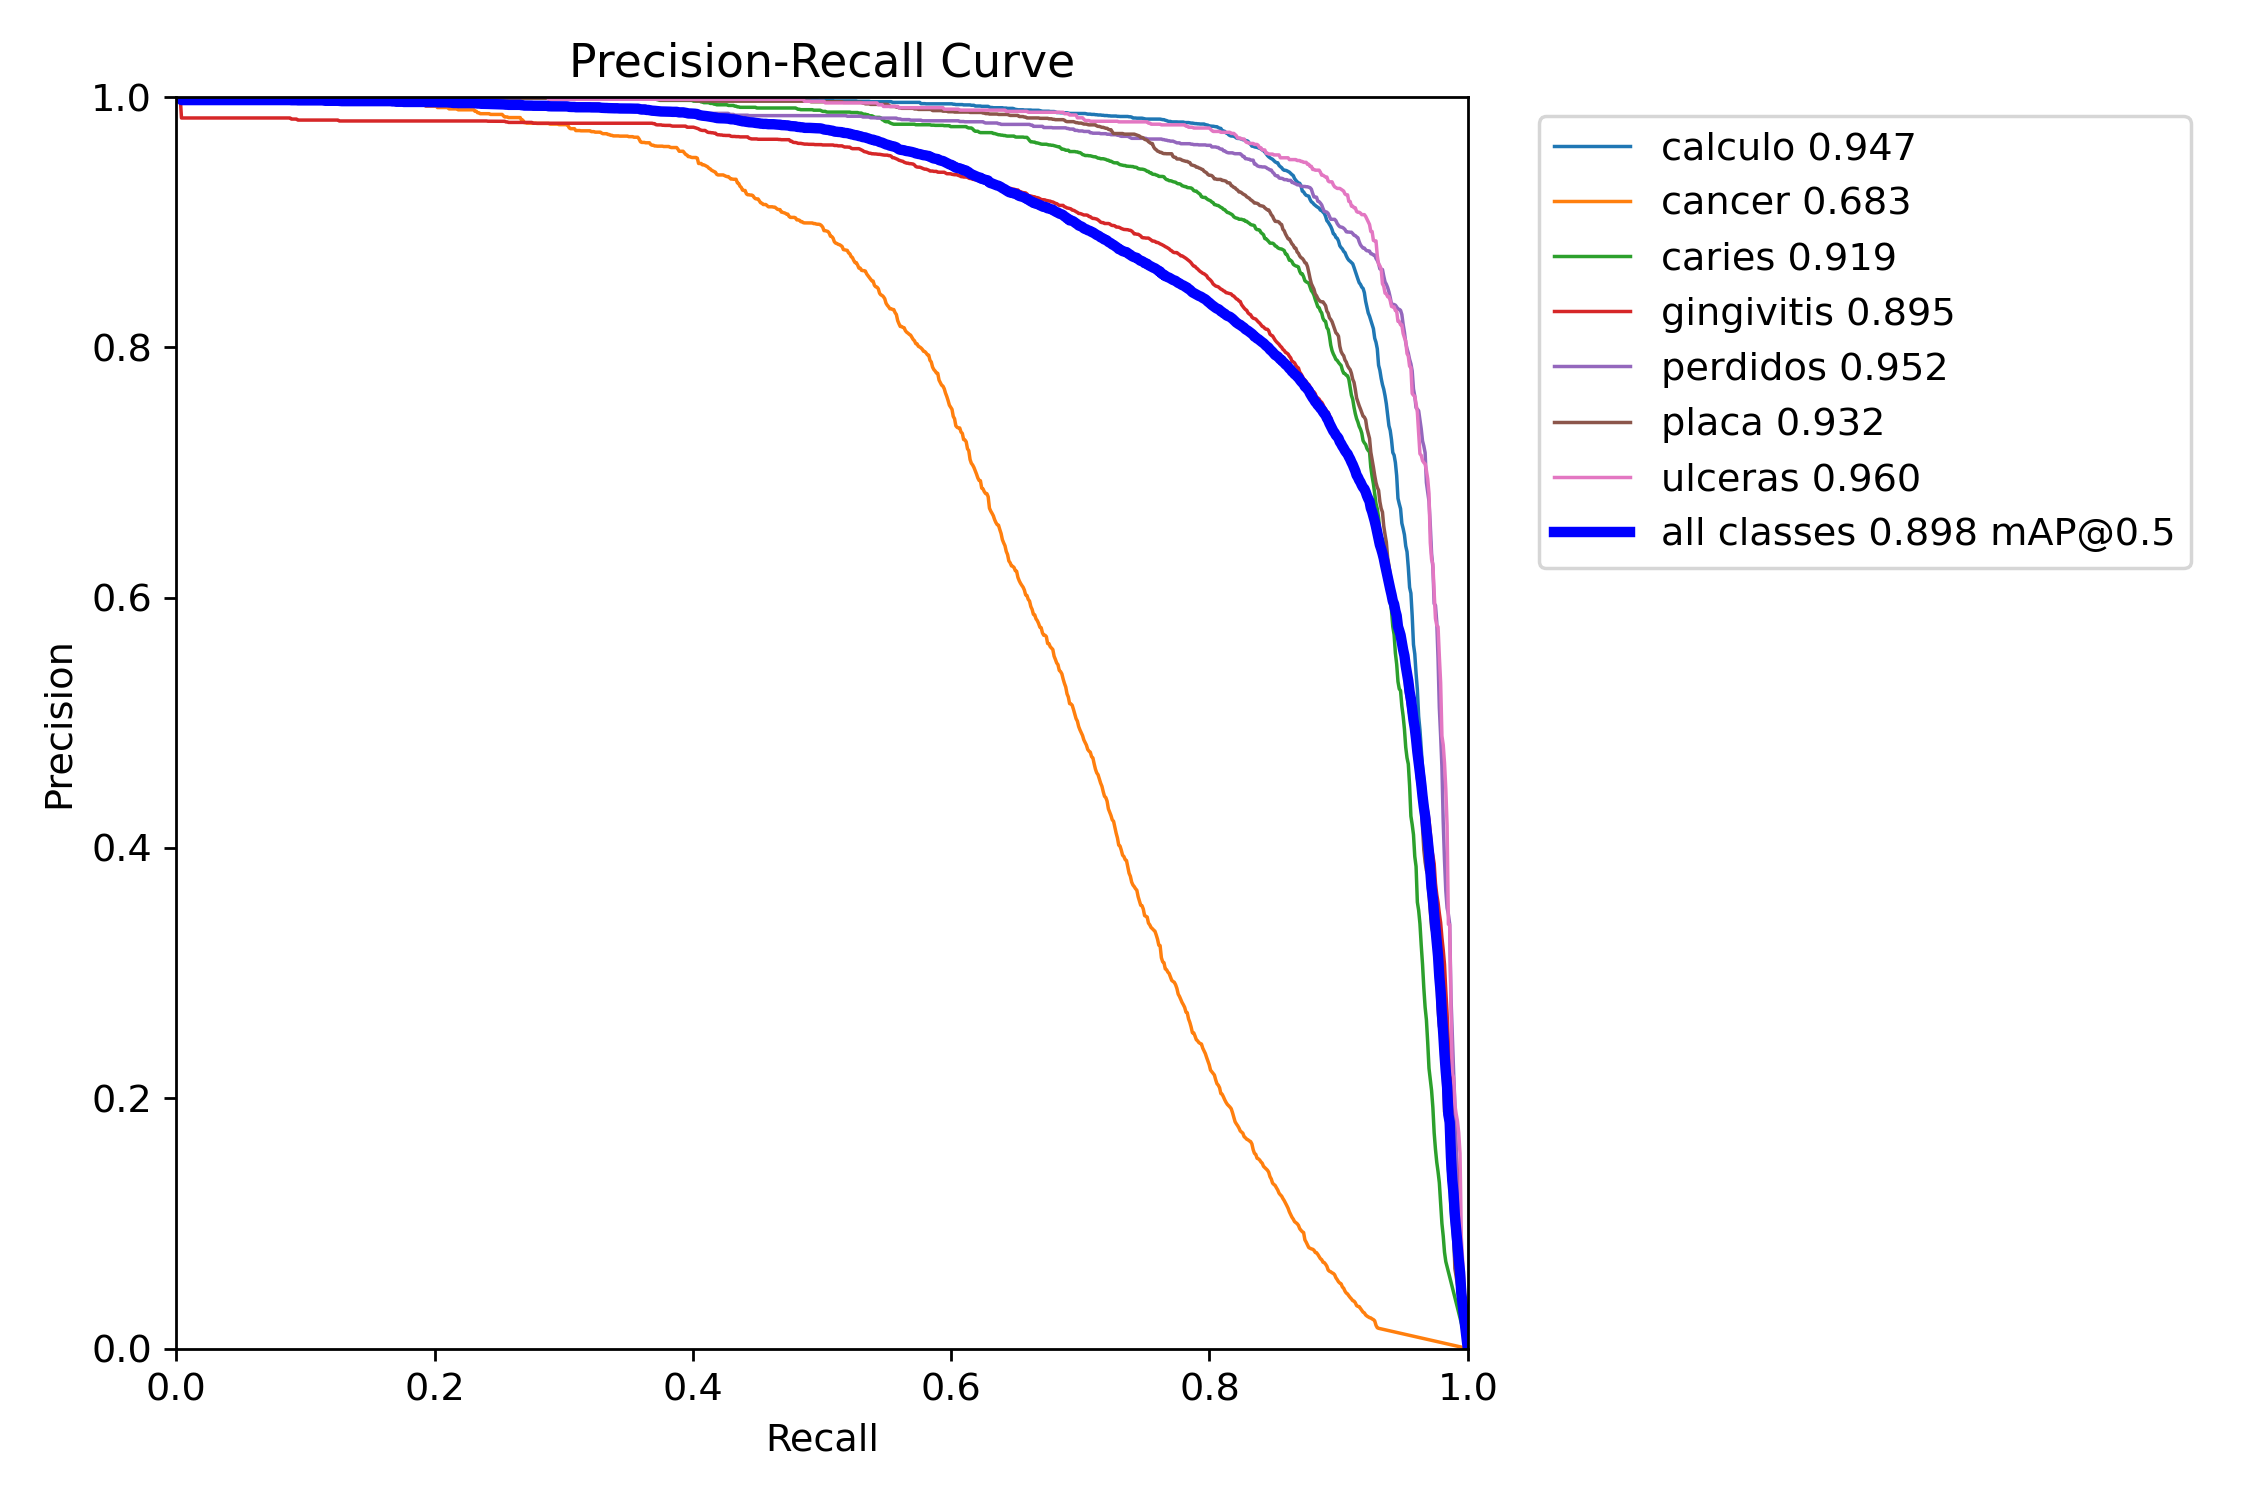 Precision-Recall Curve
1.0
0.8
0.6
0.4
0.2
0.0
Precision
0.0 0.2 0.4 0.6 0.8 1.0
Recall
calculo 0.947
cancer 0.683
caries 0.919
gingivitis 0.895
perdidos 0.952
placa 0.932
ulceras 0.960
all classes 0.898 mAP@0.5